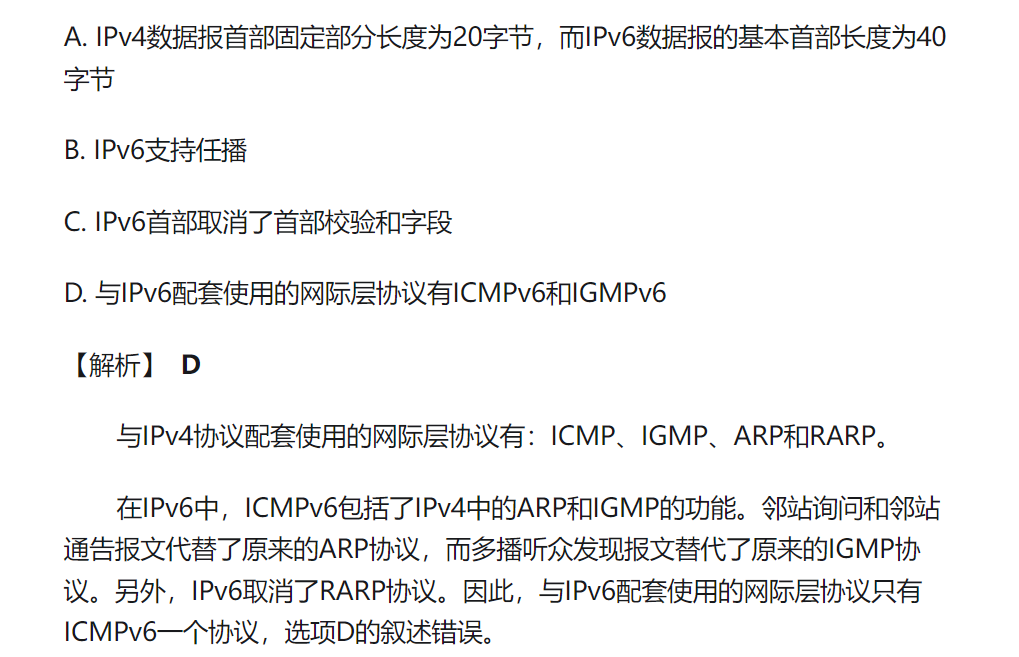 A. IPv4数据报首部固定部分长度为20字节，而IPv6数据报的基本首部长度为40
字节
B. IPv6支持任播
C. IPv6首部取消了首部校验和字段
D. 与IPv6配套使用的网际层协议有ICMPv6和IGMPv6
【解析】 D
与IPv4协议配套使用的网际层协议有：ICMP、IGMP、ARP和RARP。
在IPv6中，ICMPv6包括了IPv4中的ARP和IGMP的功能。邻站询问和邻站
通告报文代替了原来的ARP协议，而多播听众发现报文替代了原来的IGMP协
议。另外，IPv6取消了RARP协议。因此，与IPv6配套使用的网际层协议只有
ICMPv6一个协议，选项D的叙述错误。